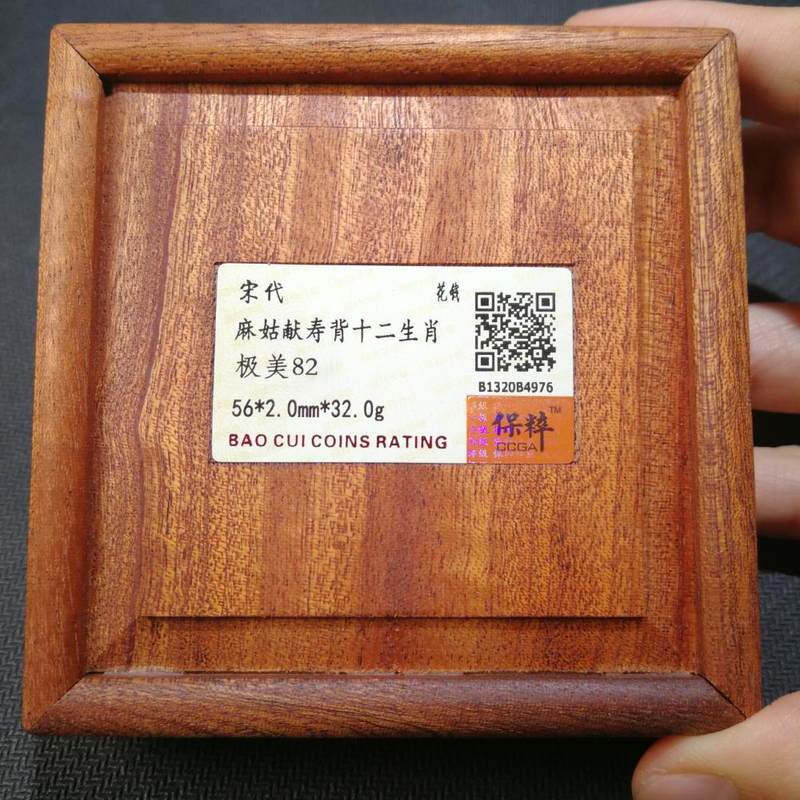 宋代 花钱
麻姑献寿背十二生肖
极美82
56*2.0mm*32.0g
BAO CUI COINS RATING
B1320B4976
保粹 TM
CCGA